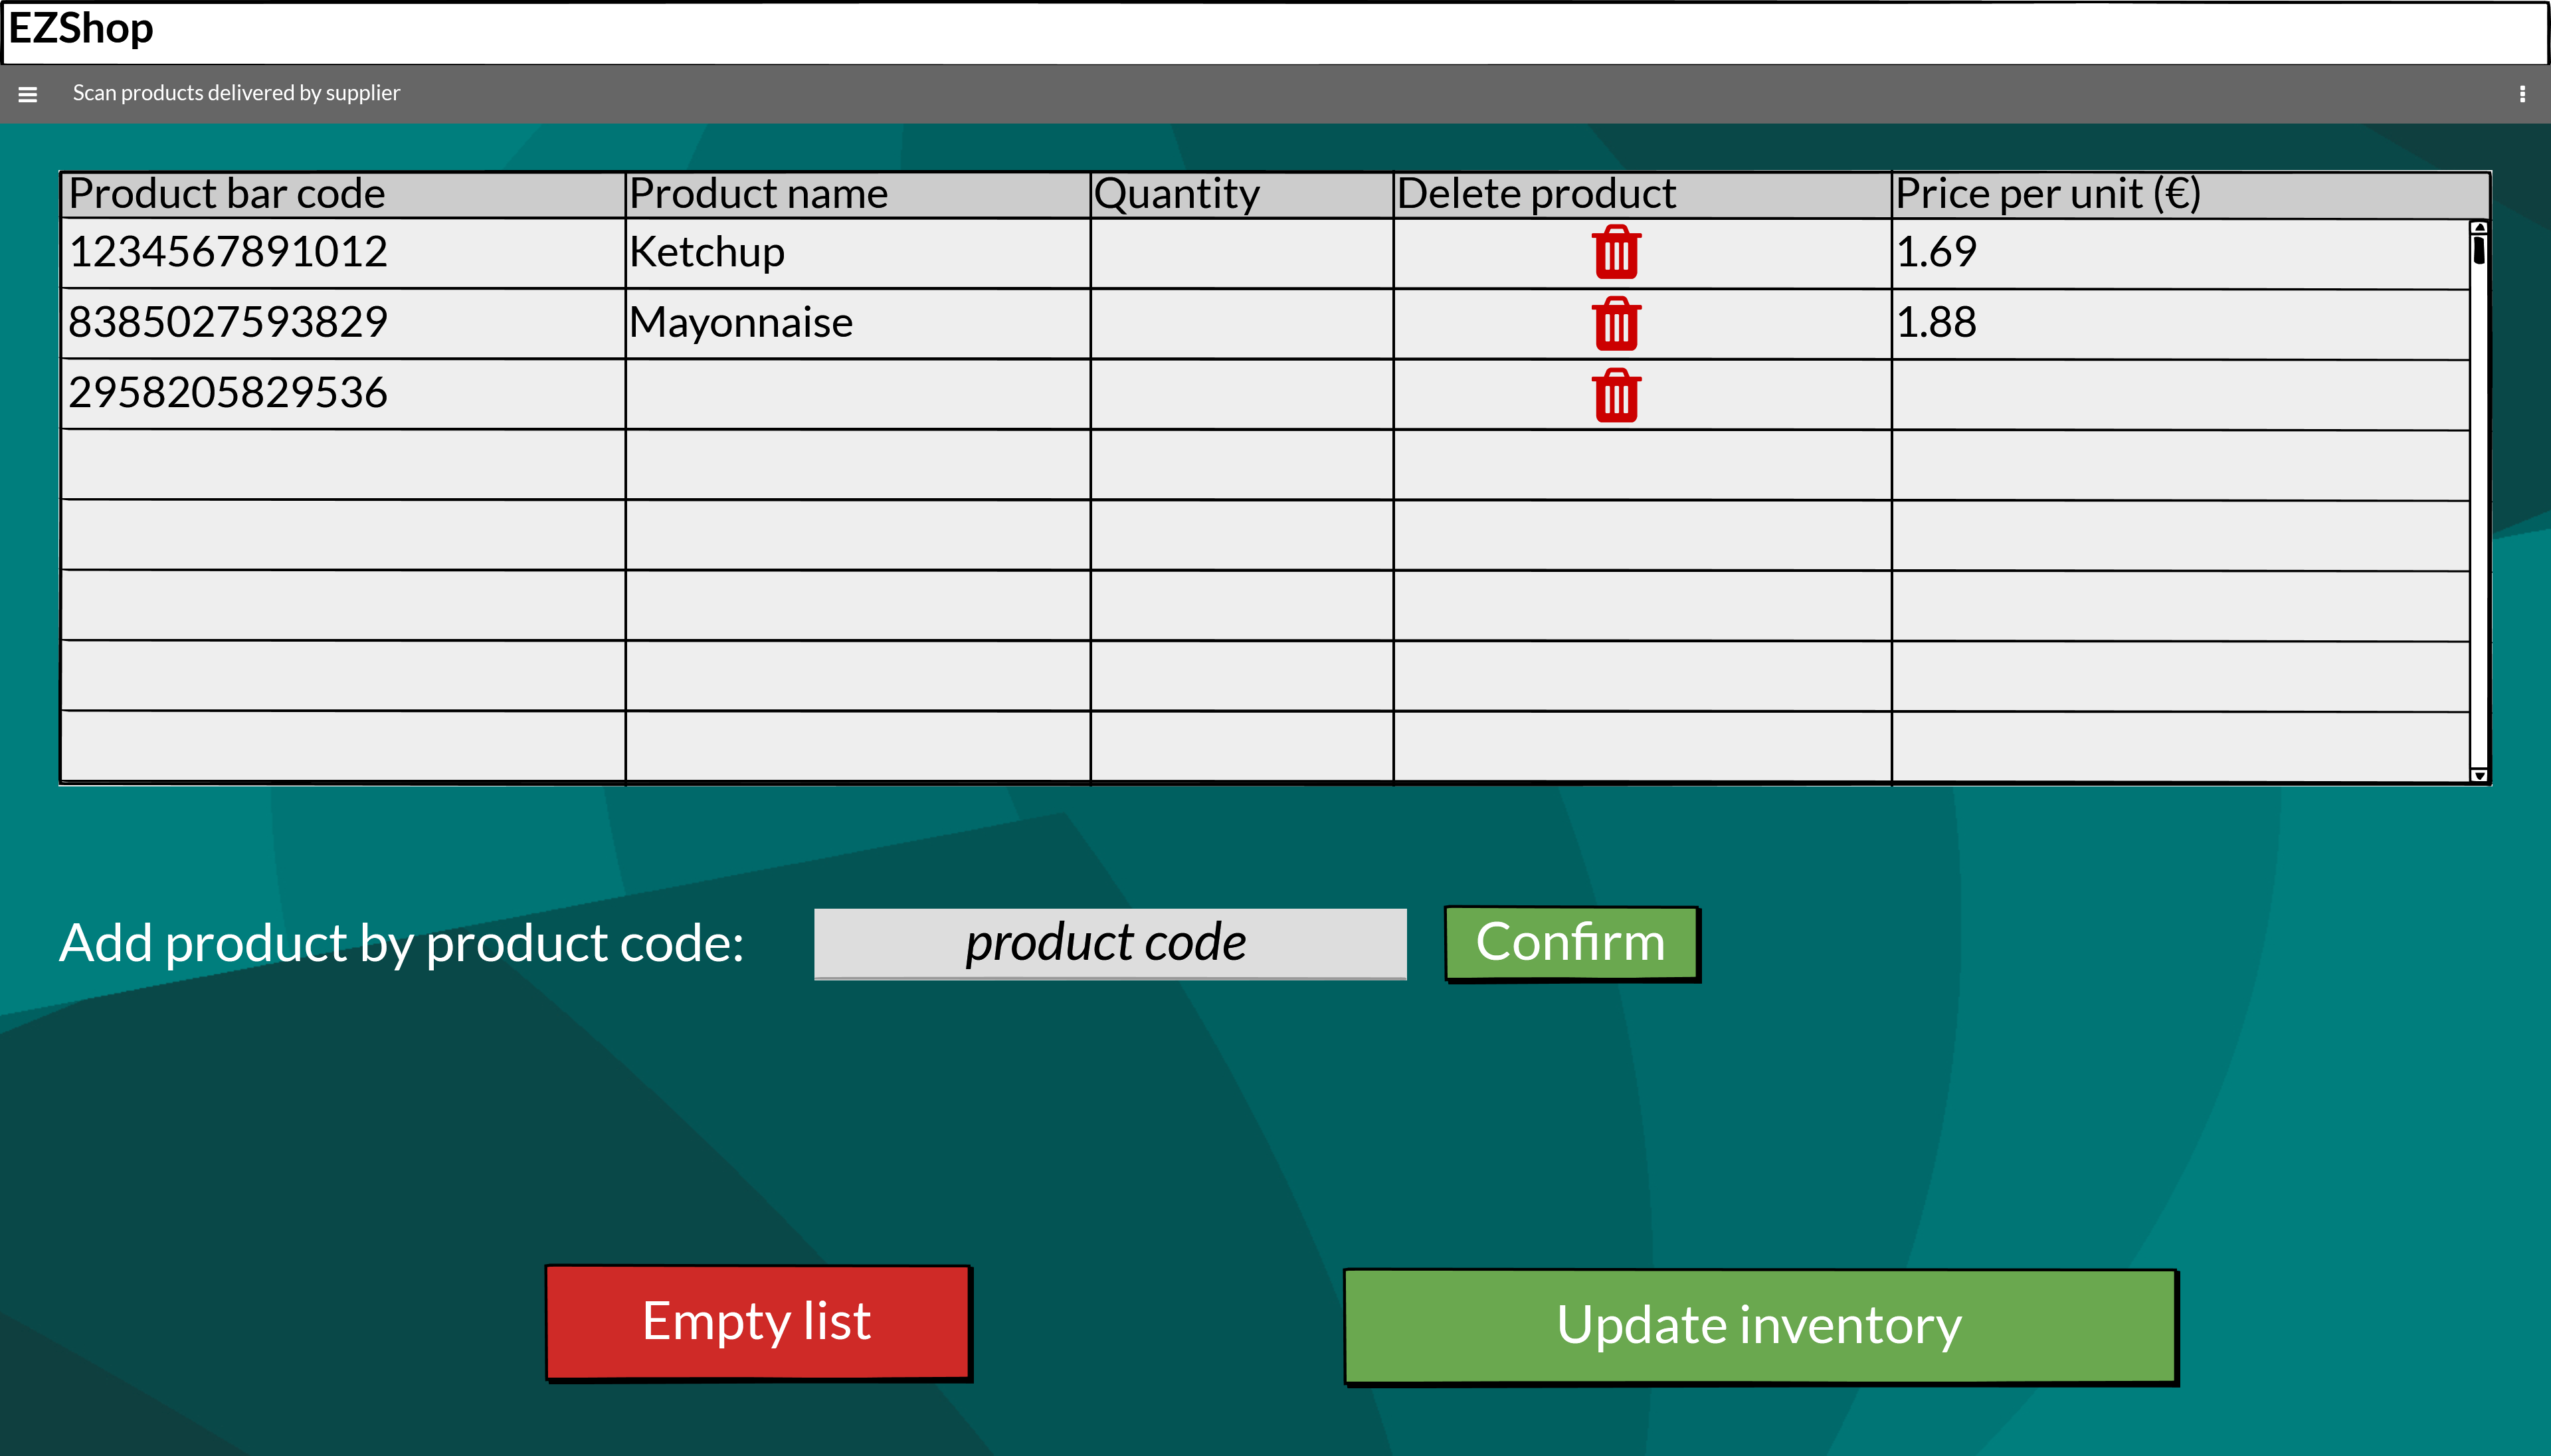 EZShop
Scan products delivered by supplier
Product bar code Product name Quantity Delete product Price per unit (€)
1234567891012 Ketchup 1.69
8385027593829 Mayonnaise 1.88
2958205829536
Add product by product code: product code Confirm
Empty list Update inventory